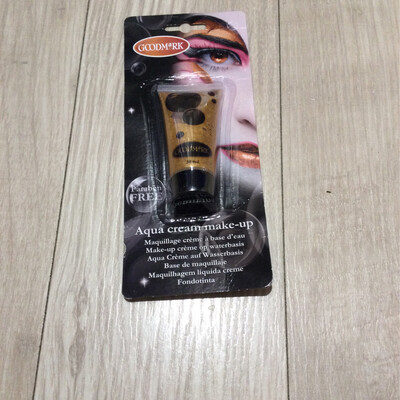 GOODMARK
Paraben
FREE
Aqua cream make-up
Maquillage crème à base d'eau
Make-up crème op waterbasis
Aqua Crème auf Wasserbasis
Base de maquillaje
Maquilhagem liquida creme
Fondotinta